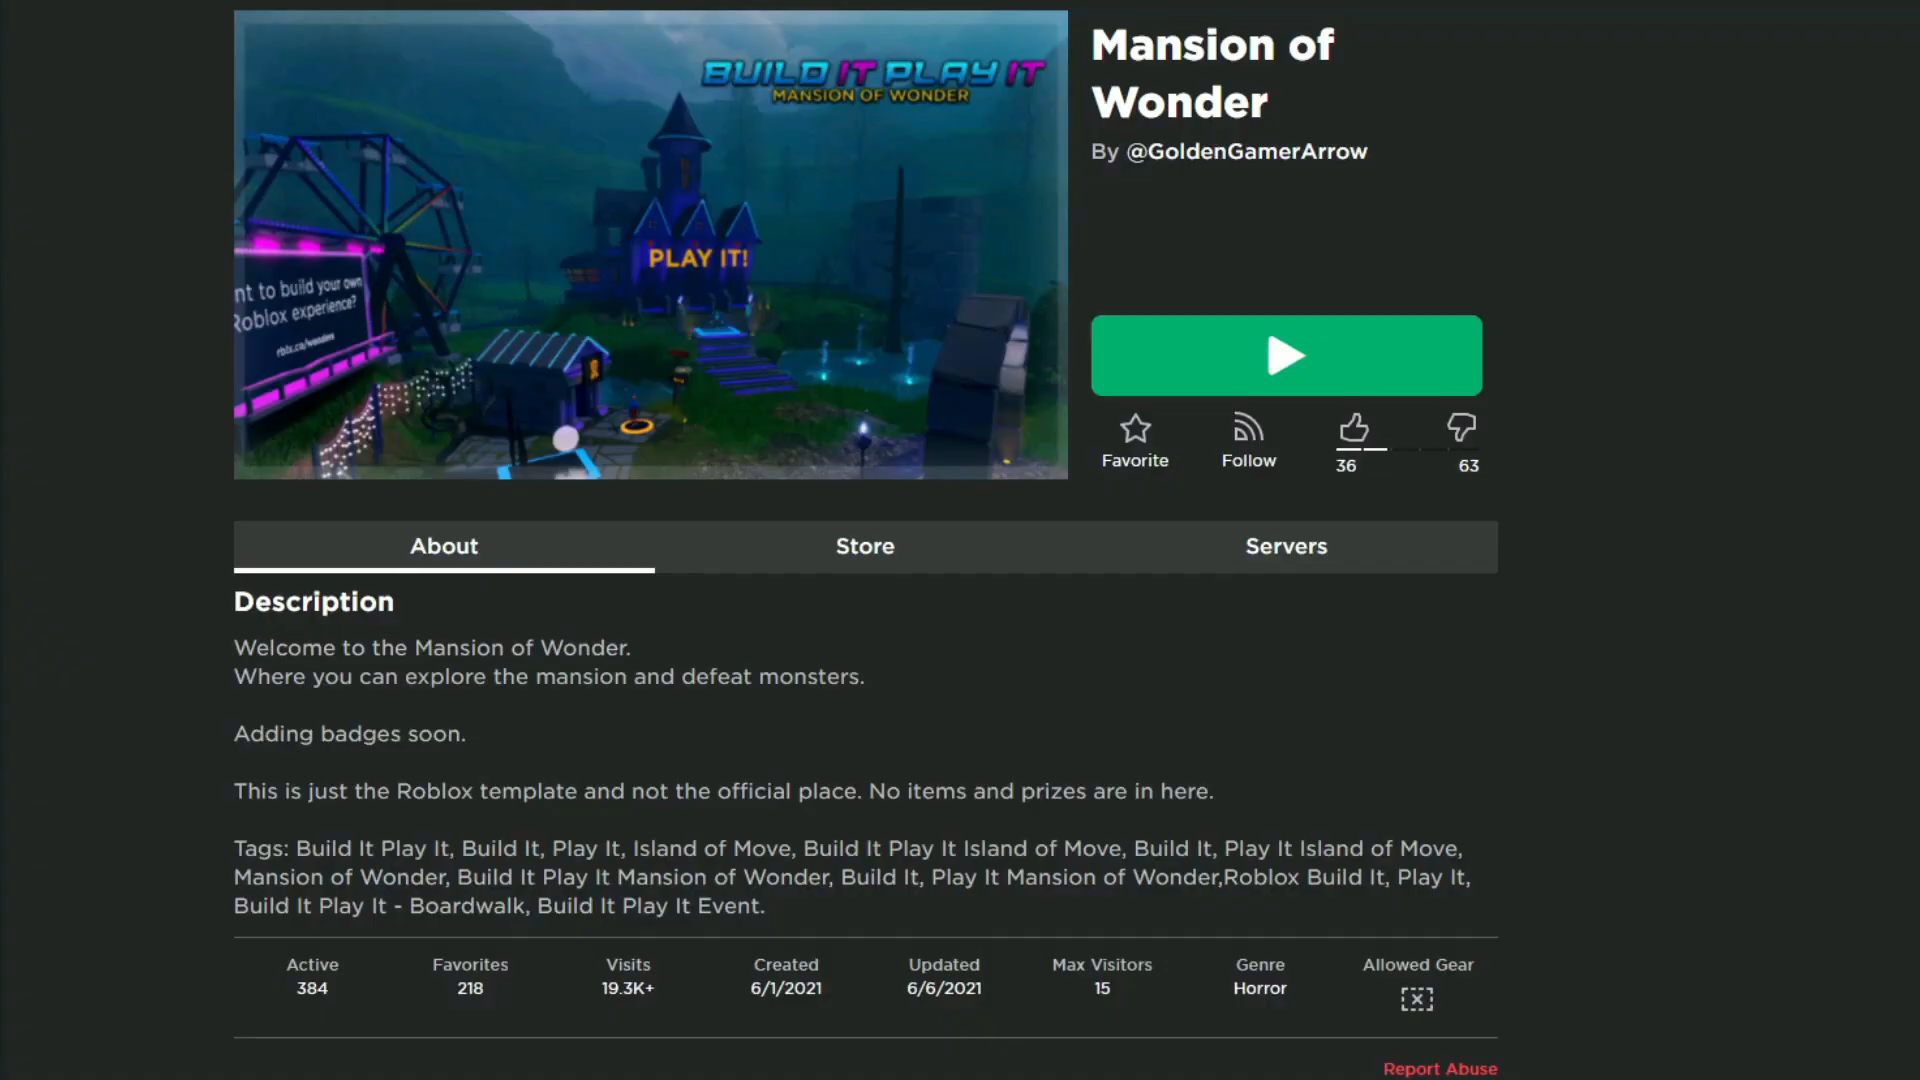 BUILD IT PLAY IT
MANSION OF WONDER
PLAY IT!
nt to build your own
Roblox experience?
rblx.co/wonders
Mansion of
Wonder
By @GoldenGamerArrow
Favorite
Follow
36
63
About
Store
Servers
Description
Welcome to the Mansion of Wonder.
Where you can explore the mansion and defeat monsters.
Adding badges soon.
This is just the Roblox template and not the official place. No items and prizes are in here.
Tags: Build It Play It, Build It, Play It, Island of Move, Build It Play It Island of Move, Build It, Play It Island of Move,
Mansion of Wonder, Build It Play It Mansion of Wonder, Build It, Play It Mansion of Wonder,Roblox Build It, Play It,
Build It Play It - Boardwalk, Build It Play It Event.
Active
Favorites
Visits
Created
Updated
Max Visitors
Genre
Allowed Gear
384
218
19.3K+
6/1/2021
6/6/2021
15
Horror
Report Abuse